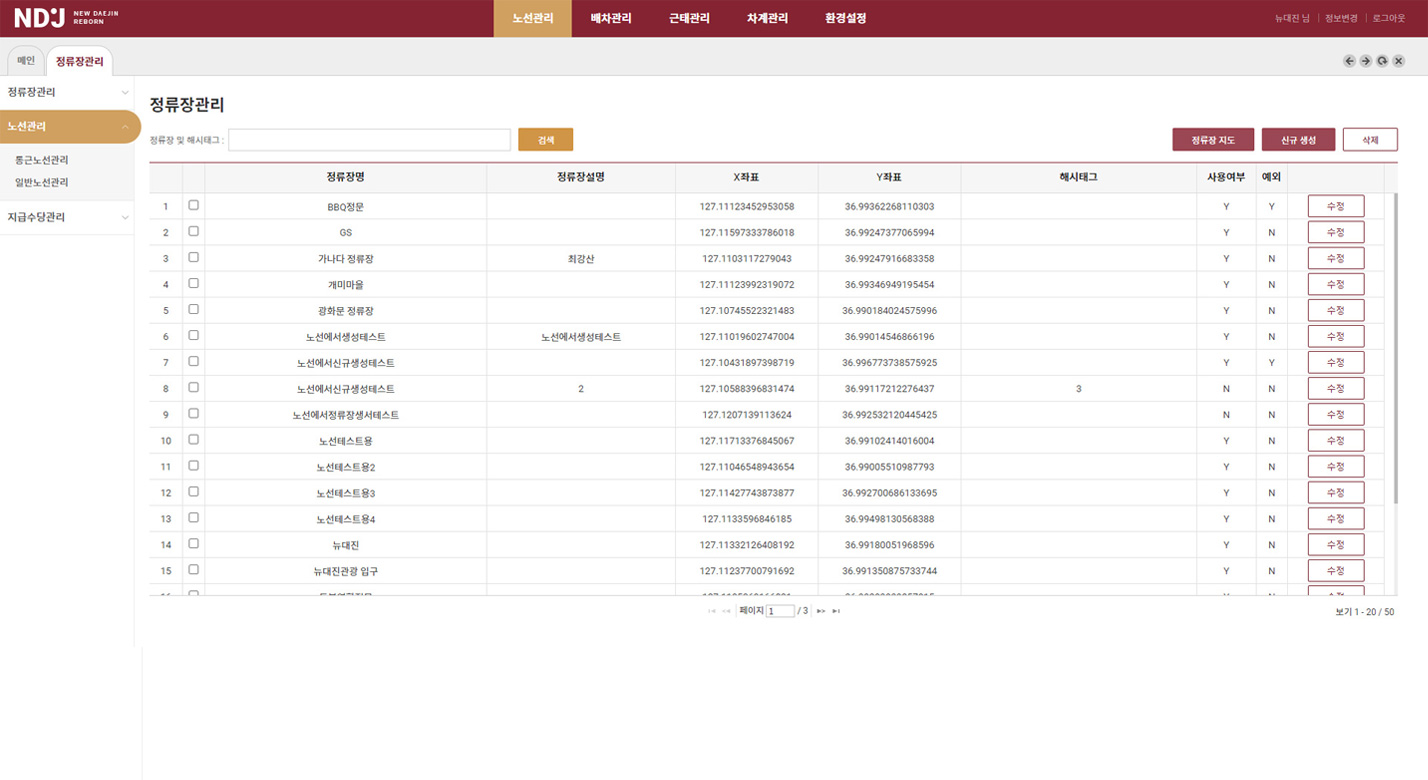 NDJ NEW DAEJIN REBORN
노선관리 배차관리 근태관리 차계관리 환경설정
뉴대진 님 정보변경 로그아웃
메인 정류장관리
정류장관리
노선관리
통근노선관리
일반노선관리
지급수당관리
정류장관리
정류장 및 해시태그 : 검색 정류장 지도 신규 생성 삭제
정류장명 정류장설명 X좌표 Y좌표 해시태그 사용여부 예외
1 BBQ정문 127.11123452953058 36.99362268110303 Y Y 수정
2 GS 127.11597333786018 36.99247377065994 Y N 수정
3 가나다 정류장 최강산 127.1103117279043 36.99247916683358 Y N 수정
4 개미마을 127.11123992319072 36.99346949195454 Y N 수정
5 광화문 정류장 127.10745522321483 36.990184024575996 Y N 수정
6 노선에서생성테스트 노선에서생성테스트 127.11019602747004 36.99014546866196 Y N 수정
7 노선에서신규생성테스트 127.10431897398719 36.996773738575925 Y Y 수정
8 노선에서신규생성테스트 2 127.10588396831474 36.99117212276437 3 N N 수정
9 노선에서정류장생서테스트 127.1207139113624 36.992532120445425 N N 수정
10 노선테스트용 127.11713376845067 36.99102414016004 Y N 수정
11 노선테스트용2 127.11046548943654 36.99005510987793 Y N 수정
12 노선테스트용3 127.11427743873877 36.992700686133695 Y N 수정
13 노선테스트용4 127.1133596846185 36.99498130568388 Y N 수정
14 뉴대진 127.11332126408192 36.99180051968596 Y N 수정
15 뉴대진관광 입구 127.11237700791692 36.991350875733744 Y N 수정
페이지 1 / 3
보기 1 - 20 / 50